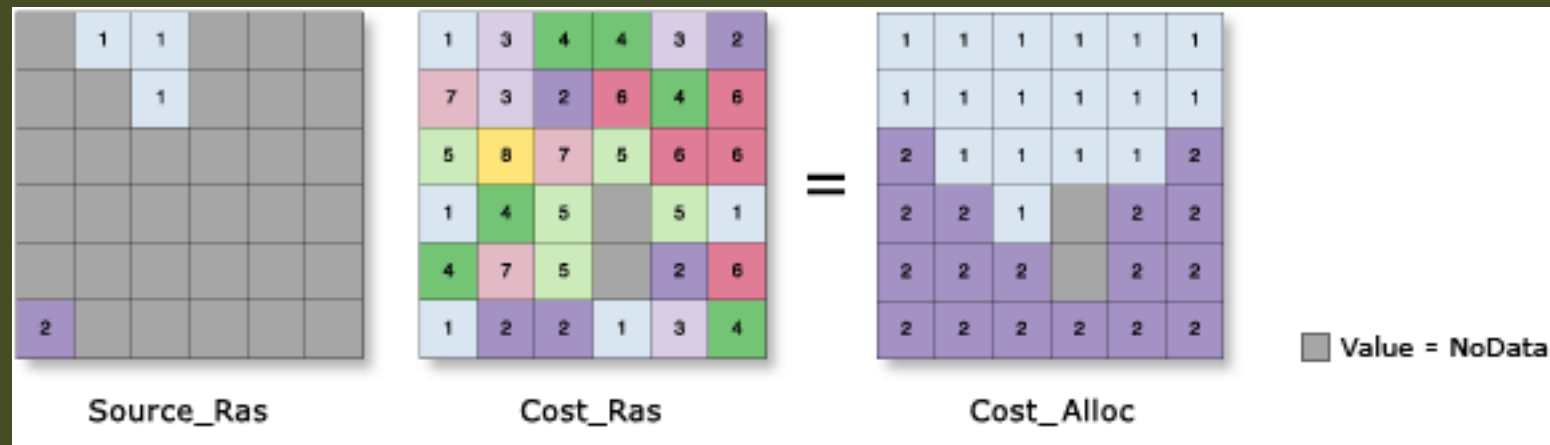 1 1
1
2
Source_Ras
1 3 4 4 3 2
7 3 2 6 4 6
5 8 7 5 6 6
1 4 5 5 1
4 7 5 2 6
1 2 2 1 3 4
Cost_Ras
=
1 1 1 1 1 1
1 1 1 1 1 1
2 1 1 1 1 2
2 2 1 2 2
2 2 2 2 2
2 2 2 2 2 2
Cost_Alloc
Value = NoData